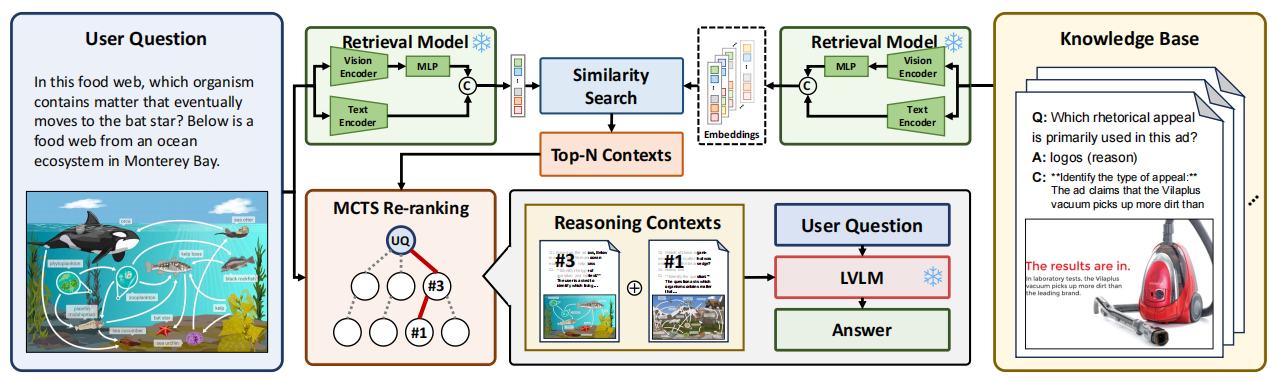 User Question
In this food web, which organism
contains matter that eventually
moves to the bat star? Below is a
food web from an ocean
ecosystem in Monterey Bay.
orca
sea otter
kelp bass
phytoplankton
black rockfish
zooplankton
kelp
bat star
sea cucumber
sea urchin
Retrieval Model
Vision
Encoder
MLP
Text
Encoder
C
Similarity
Search
Top-N Contexts
Embeddings
Retrieval Model
MLP
Vision
Encoder
C
Text
Encoder
MCTS Re-ranking
UQ
#3
#1
Reasoning Contexts
#3
#1
User Question
LVLM
Answer
Knowledge Base
Q: Which rhetorical appeal
is primarily used in this ad?
A: logos (reason)
C: **Identify the type of appeal:**
The ad claims that the Vilaplus
vacuum picks up more dirt than
The results are in.
In laboratory tests, the Vilaplus
vacuum picks up more dirt than
the leading brand.
...